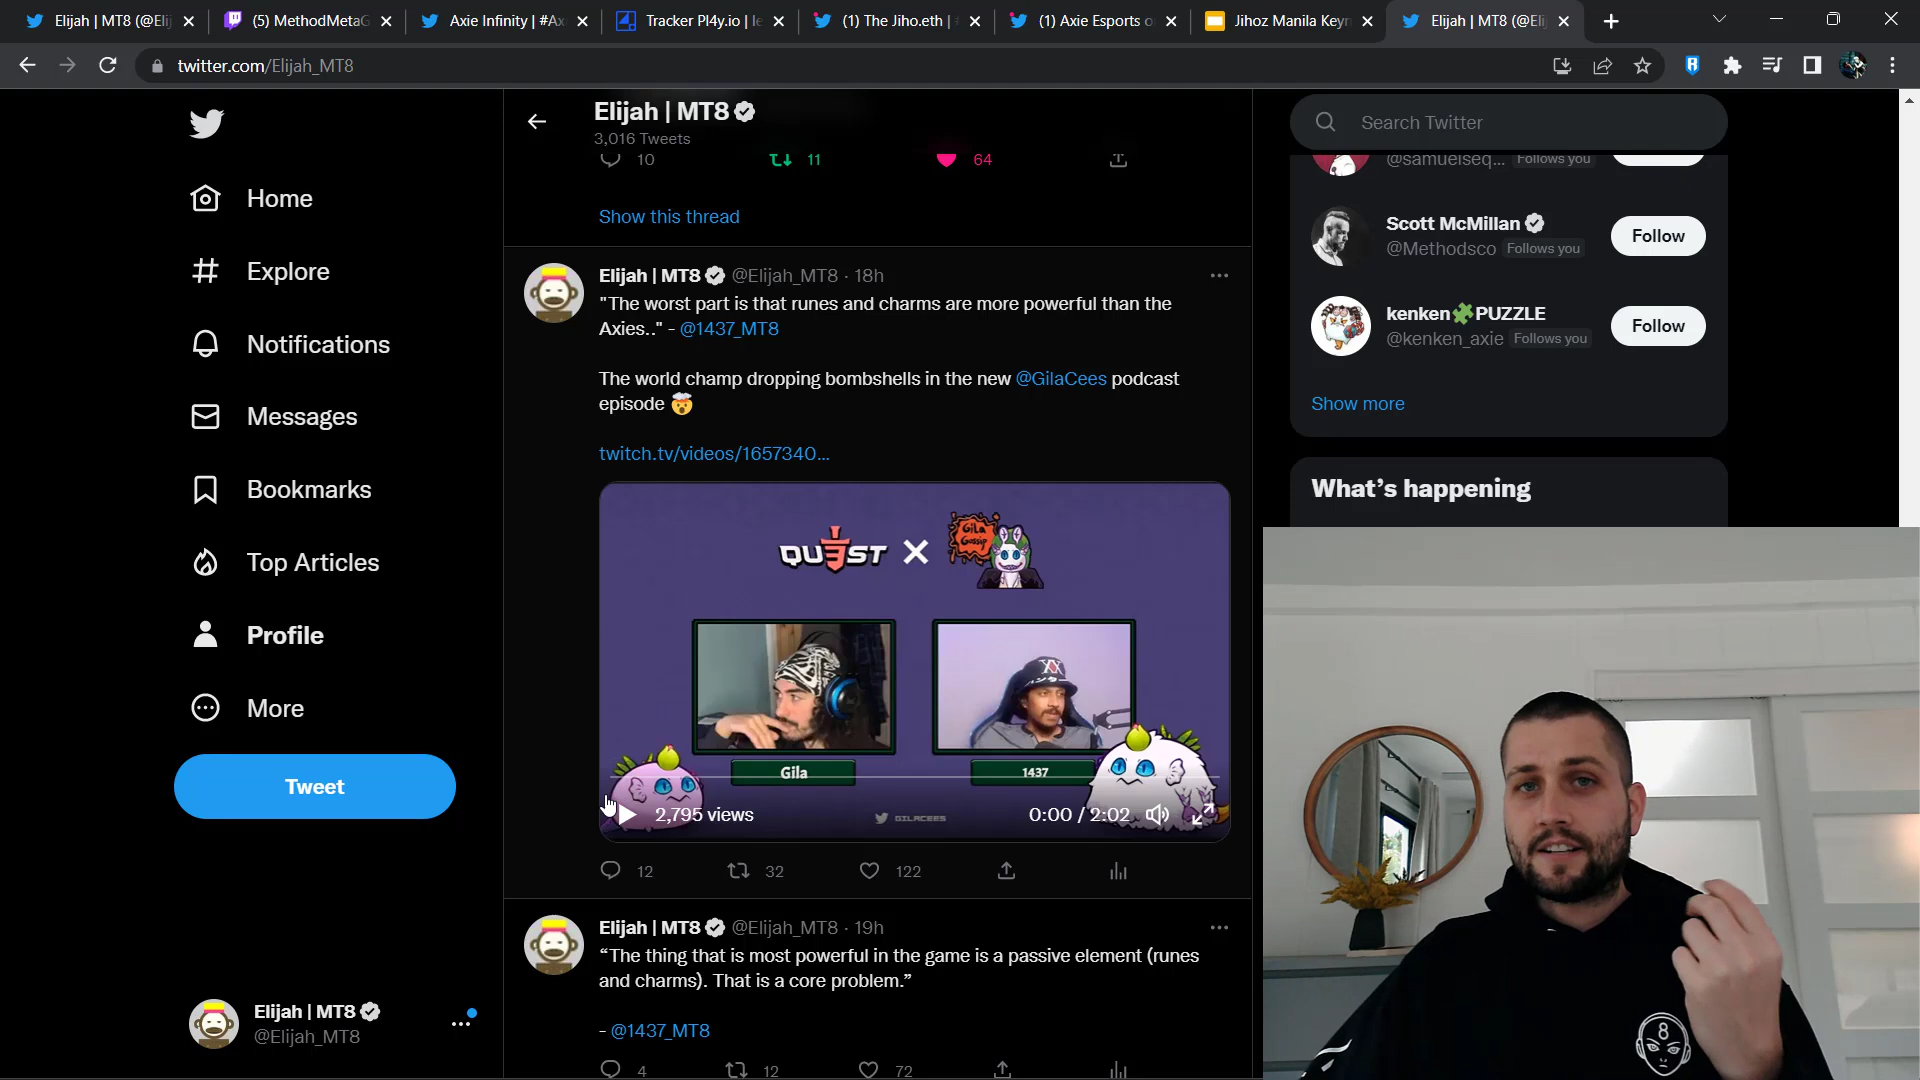 Elijah | MT8 (@Eli
(5) MethodMetaG
Axie Infinity | #Ax
Tracker Pl4y.io | le
(1) The Jiho.eth | #
(1) Axie Esports o
Jihoz Manila Keyn
Elijah | MT8 (@Eli
twitter.com/Elijah_MT8
Home
Explore
Notifications
Messages
Bookmarks
Top Articles
Profile
More
Tweet
Elijah | MT8
@Elijah_MT8
Elijah | MT8
3,016 Tweets
10 11 64
Show this thread
Elijah | MT8 @Elijah_MT8 · 18h
"The worst part is that runes and charms are more powerful than the
Axies.." - @1437_MT8
The world champ dropping bombshells in the new @GilaCees podcast
episode 🤯
twitch.tv/videos/1657340...
QUEST X Gila Gossip
Gila
1437
2,795 views
GILACEES
0:00 / 2:02
12 32 122
Elijah | MT8 @Elijah_MT8 · 19h
“The thing that is most powerful in the game is a passive element (runes
and charms). That is a core problem.”
- @1437_MT8
4 12 72
Search Twitter
@samuelseq... Follows you
Scott McMillan
@Methodsco Follows you
Follow
kenken🧩PUZZLE
@kenken_axie Follows you
Follow
Show more
What’s happening
8